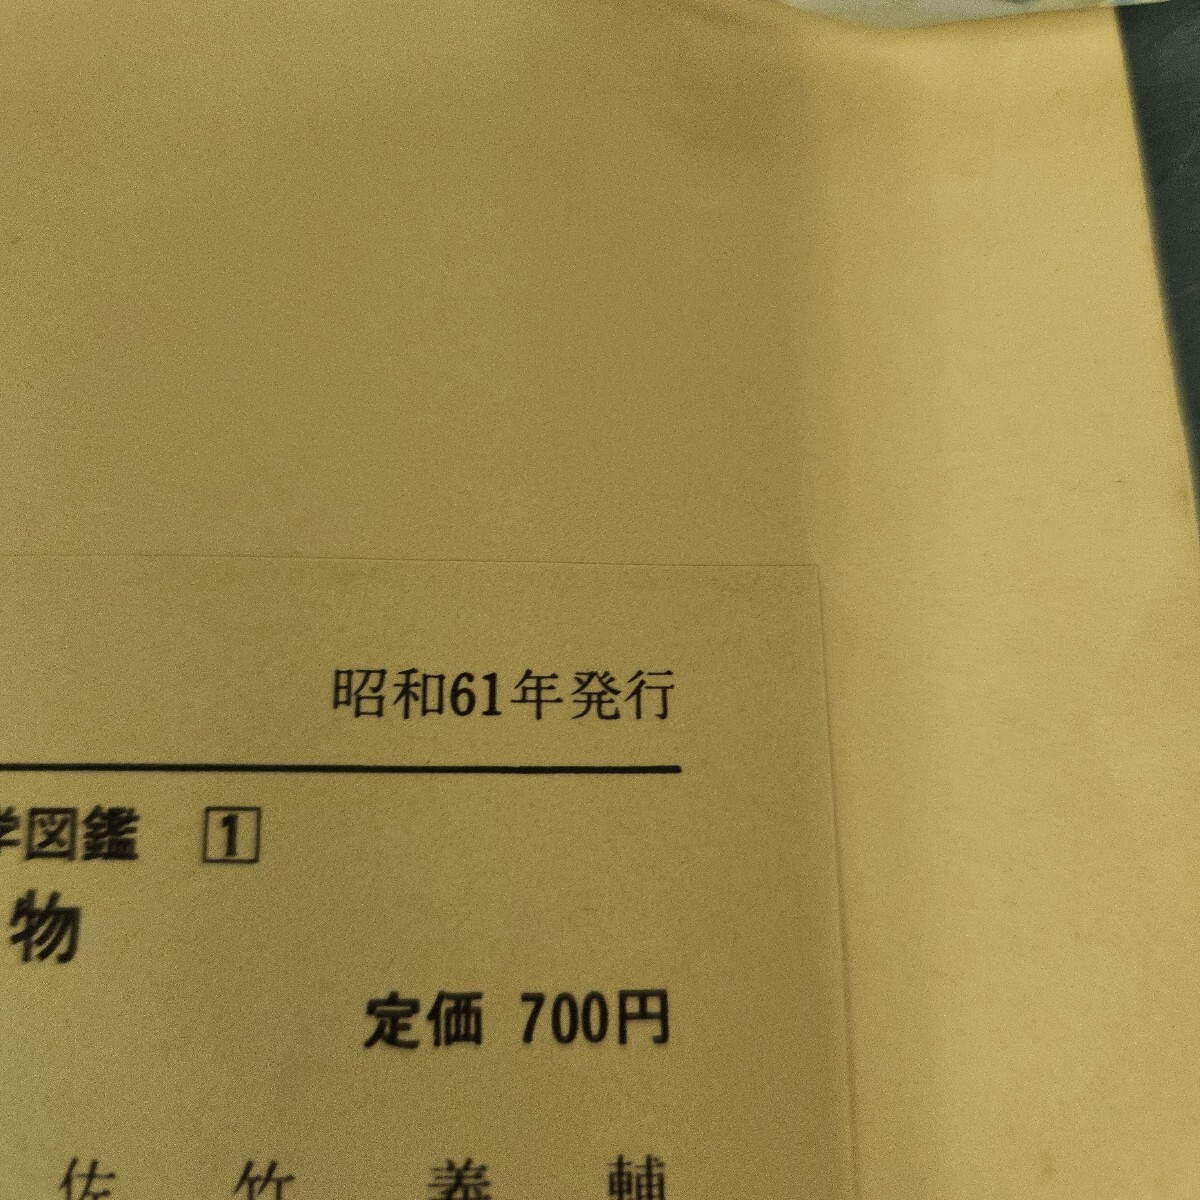 昭和61年発行
学図鑑 1
物
定価 700円
佐竹義輔